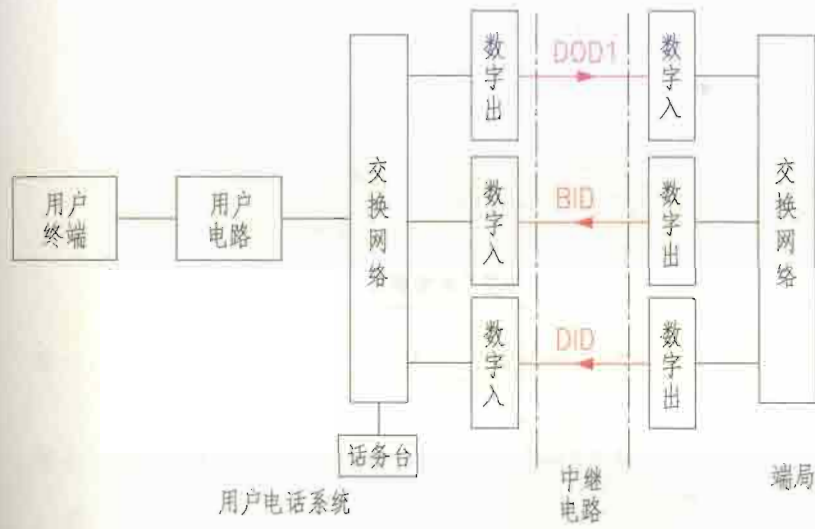 数字出
DOD1
数字入
交换网络
用户
终端
用户
电路
数字入
BID
数字出
交换网络
数字入
DID
数字出
话务台
用户电话系统
中继
电路
端局